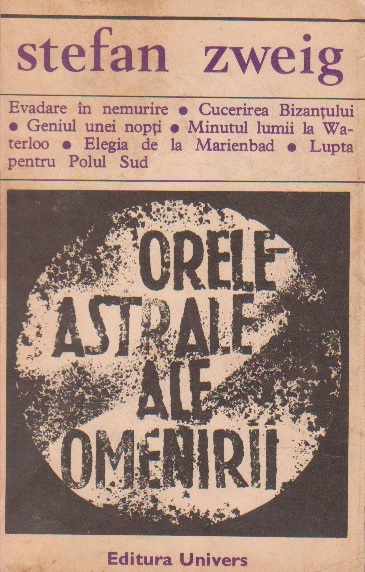 stefan zweig
Evadare în nemurire ● Cucerirea Bizanțului
● Geniul unei nopți ● Minutul lumii la Wa-
terloo ● Elegia de la Marienbad ● Lupta
pentru Polul Sud
ORELE
ASTRALE
ALE
OMENIRII
Editura Univers